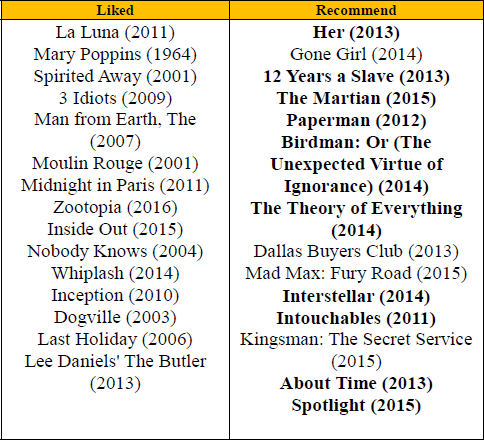 Liked
La Luna (2011)
Mary Poppins (1964)
Spirited Away (2001)
3 Idiots (2009)
Man from Earth, The
(2007)
Moulin Rouge (2001)
Midnight in Paris (2011)
Zootopia (2016)
Inside Out (2015)
Nobody Knows (2004)
Whiplash (2014)
Inception (2010)
Dogville (2003)
Last Holiday (2006)
Lee Daniels' The Butler
(2013)
Recommend
Her (2013)
Gone Girl (2014)
12 Years a Slave (2013)
The Martian (2015)
Paperman (2012)
Birdman: Or (The
Unexpected Virtue of
Ignorance) (2014)
The Theory of Everything
(2014)
Dallas Buyers Club (2013)
Mad Max: Fury Road (2015)
Interstellar (2014)
Intouchables (2011)
Kingsman: The Secret Service
(2015)
About Time (2013)
Spotlight (2015)